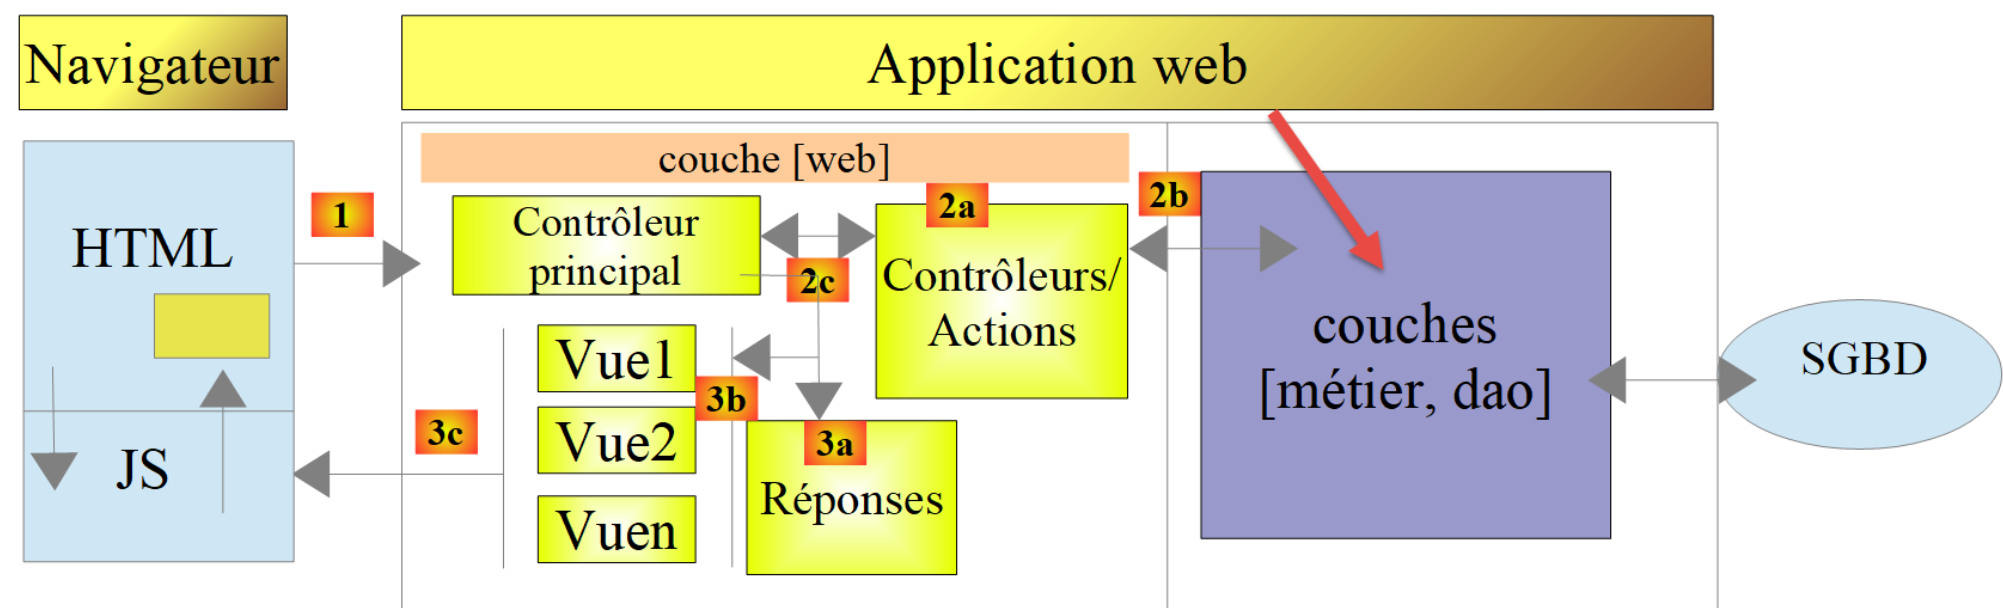 Navigateur
Application web
couche [web]
1
2a
2b
Contrôleur
principal
2c
HTML
Contrôleurs/
Actions
couches
[métier, dao]
SGBD
Vue1
3b
3c
Vue2
3a
JS
Réponses
Vuen